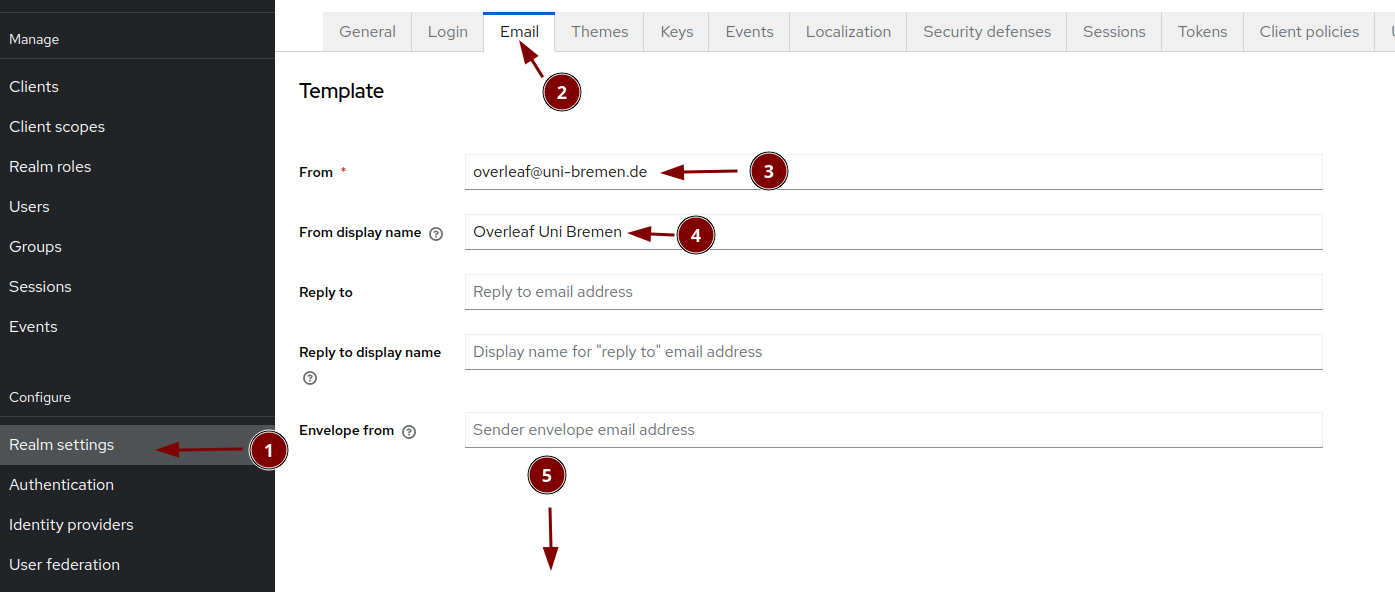 Manage
Clients
Client scopes
Realm roles
Users
Groups
Sessions
Events
Configure
Realm settings
1
Authentication
Identity providers
User federation
General Login Email Themes Keys Events Localization Security defenses Sessions Tokens Client policies
2
Template
From * overleaf@uni-bremen.de 3
From display name ? Overleaf Uni Bremen 4
Reply to Reply to email address
Reply to display name Display name for "reply to" email address
?
Envelope from ? Sender envelope email address
5